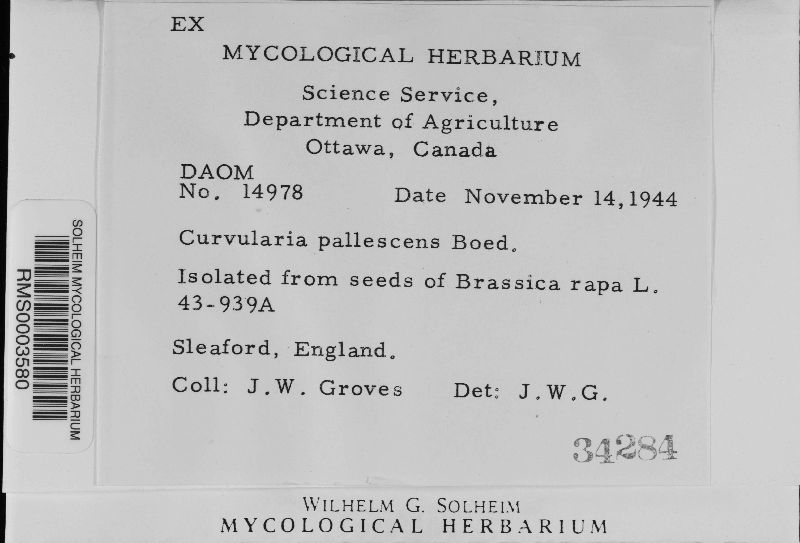 EX
MYCOLOGICAL HERBARIUM
Science Service,
Department of Agriculture
Ottawa, Canada
DAOM
No. 14978 Date November 14,1944
Curvularia pallescens Boed.
Isolated from seeds of Brassica rapa L.
43-939A
Sleaford, England.
Coll: J.W. Groves Det: J.W.G.
34284
SOLHEIM MYCOLOGICAL HERBARIUM
RMS0003580
WILHELM G. SOLHEIM
MYCOLOGICAL HERBARIUM